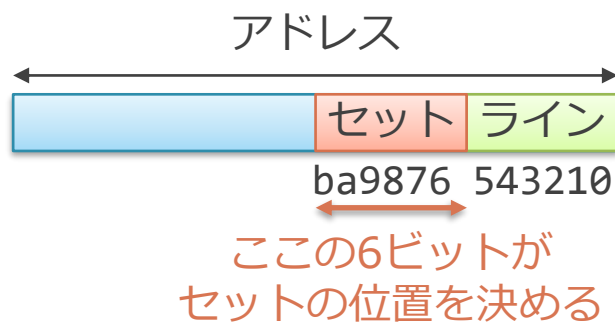 アドレス
セット ライン
ba9876 543210
ここの6ビットが
セットの位置を決める